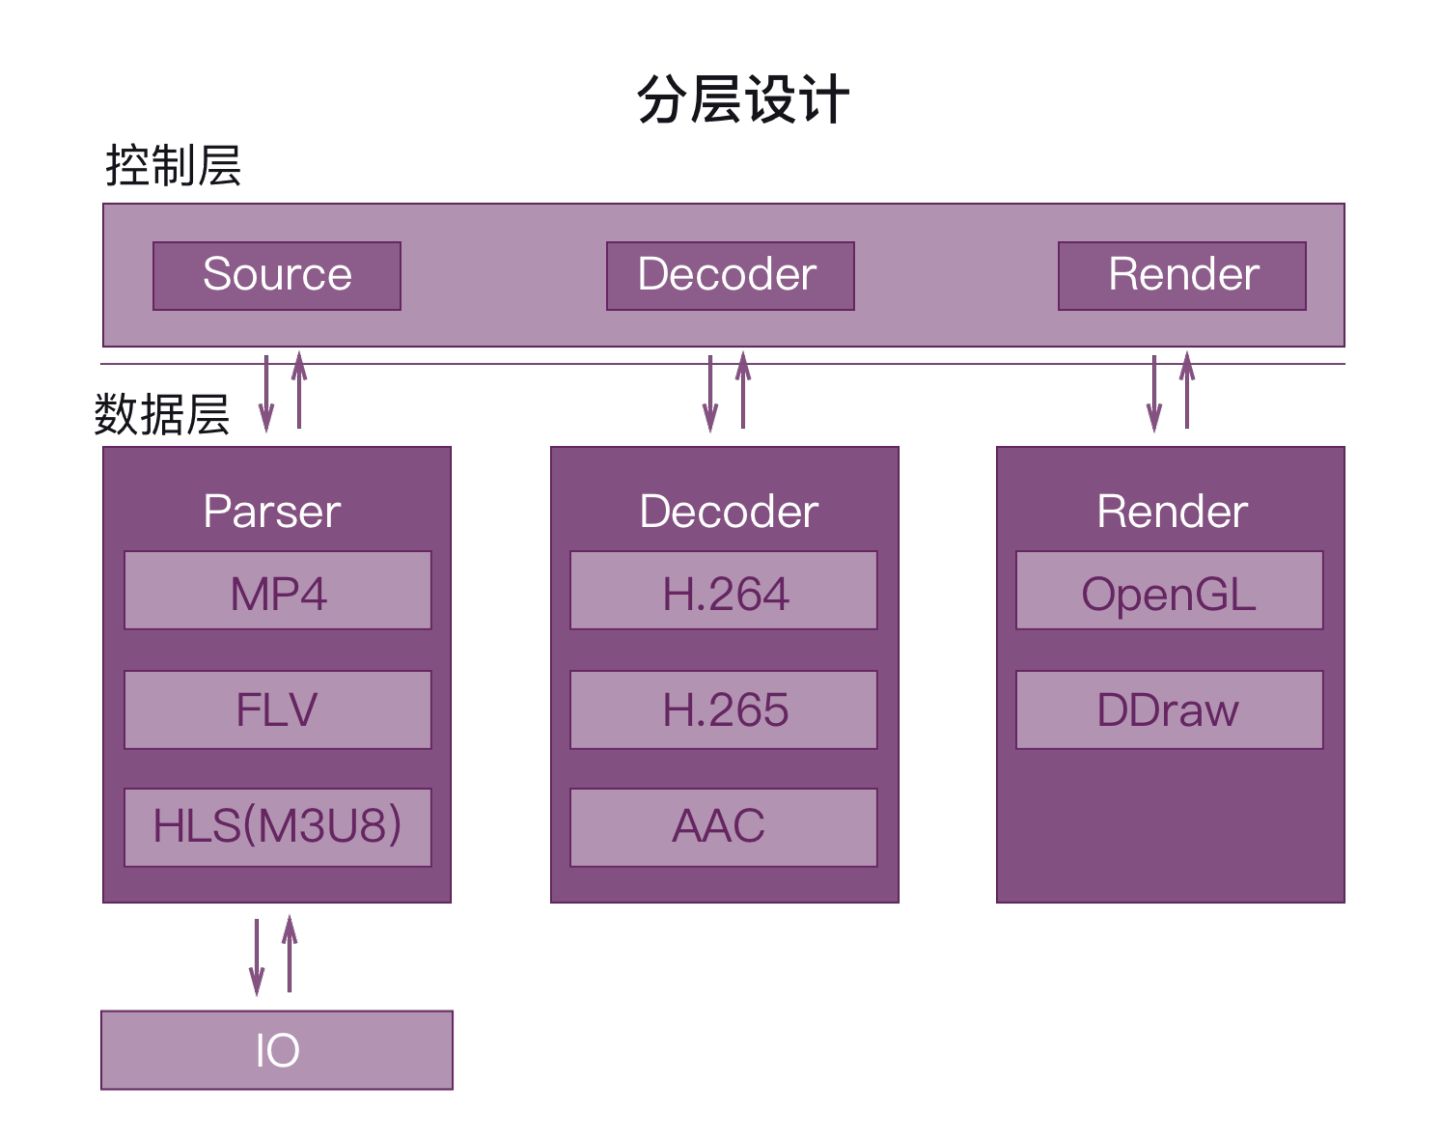 分层设计
控制层
Source
Decoder
Render
数据层
Parser
MP4
FLV
HLS(M3U8)
Decoder
H.264
H.265
AAC
Render
OpenGL
DDraw
IO